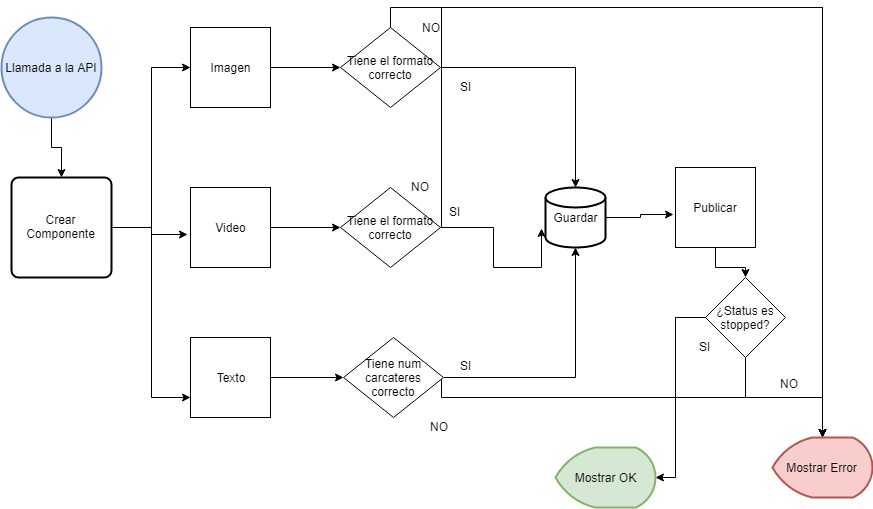 Llamada a la API
Crear
Componente
Imagen
Tiene el formato
correcto
NO
SI
Video
Tiene el formato
correcto
NO
SI
Texto
Tiene num
carcateres
correcto
SI
NO
Guardar
Publicar
¿Status es
stopped?
SI
NO
Mostrar OK
Mostrar Error